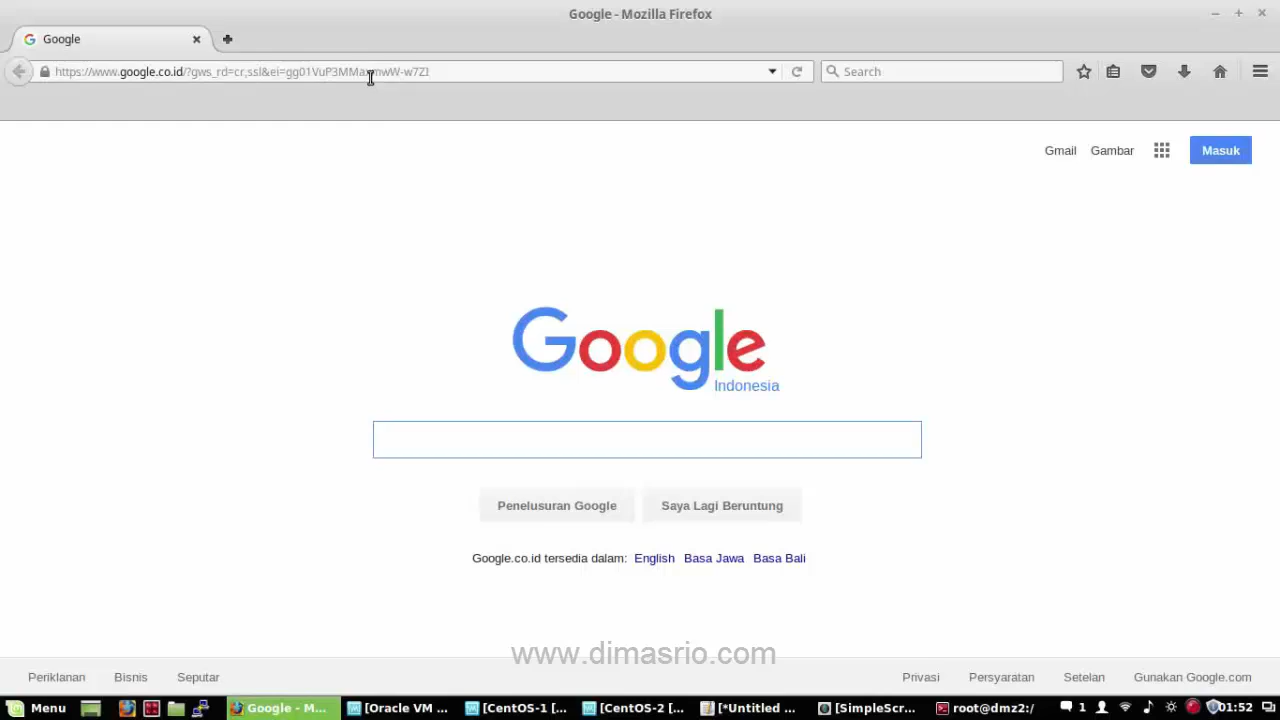 Google - Mozilla Firefox
Google
https://www.google.co.id/?gws_rd=cr,ssl&ei=gg01VuP3MMa
Search
Gmail Gambar Masuk
Google
Indonesia
Penelusuran Google Saya Lagi Beruntung
Google.co.id tersedia dalam: English Basa Jawa Basa Bali
www.dimasrio.com
Periklanan Bisnis Seputar Privasi Persyaratan Setelan Gunakan Google.com
Menu Google - M... [Oracle VM ... [CentOS-1 [... [CentOS-2 [... [*Untitled ... [SimpleScr... root@dmz2:/ 1 01:52